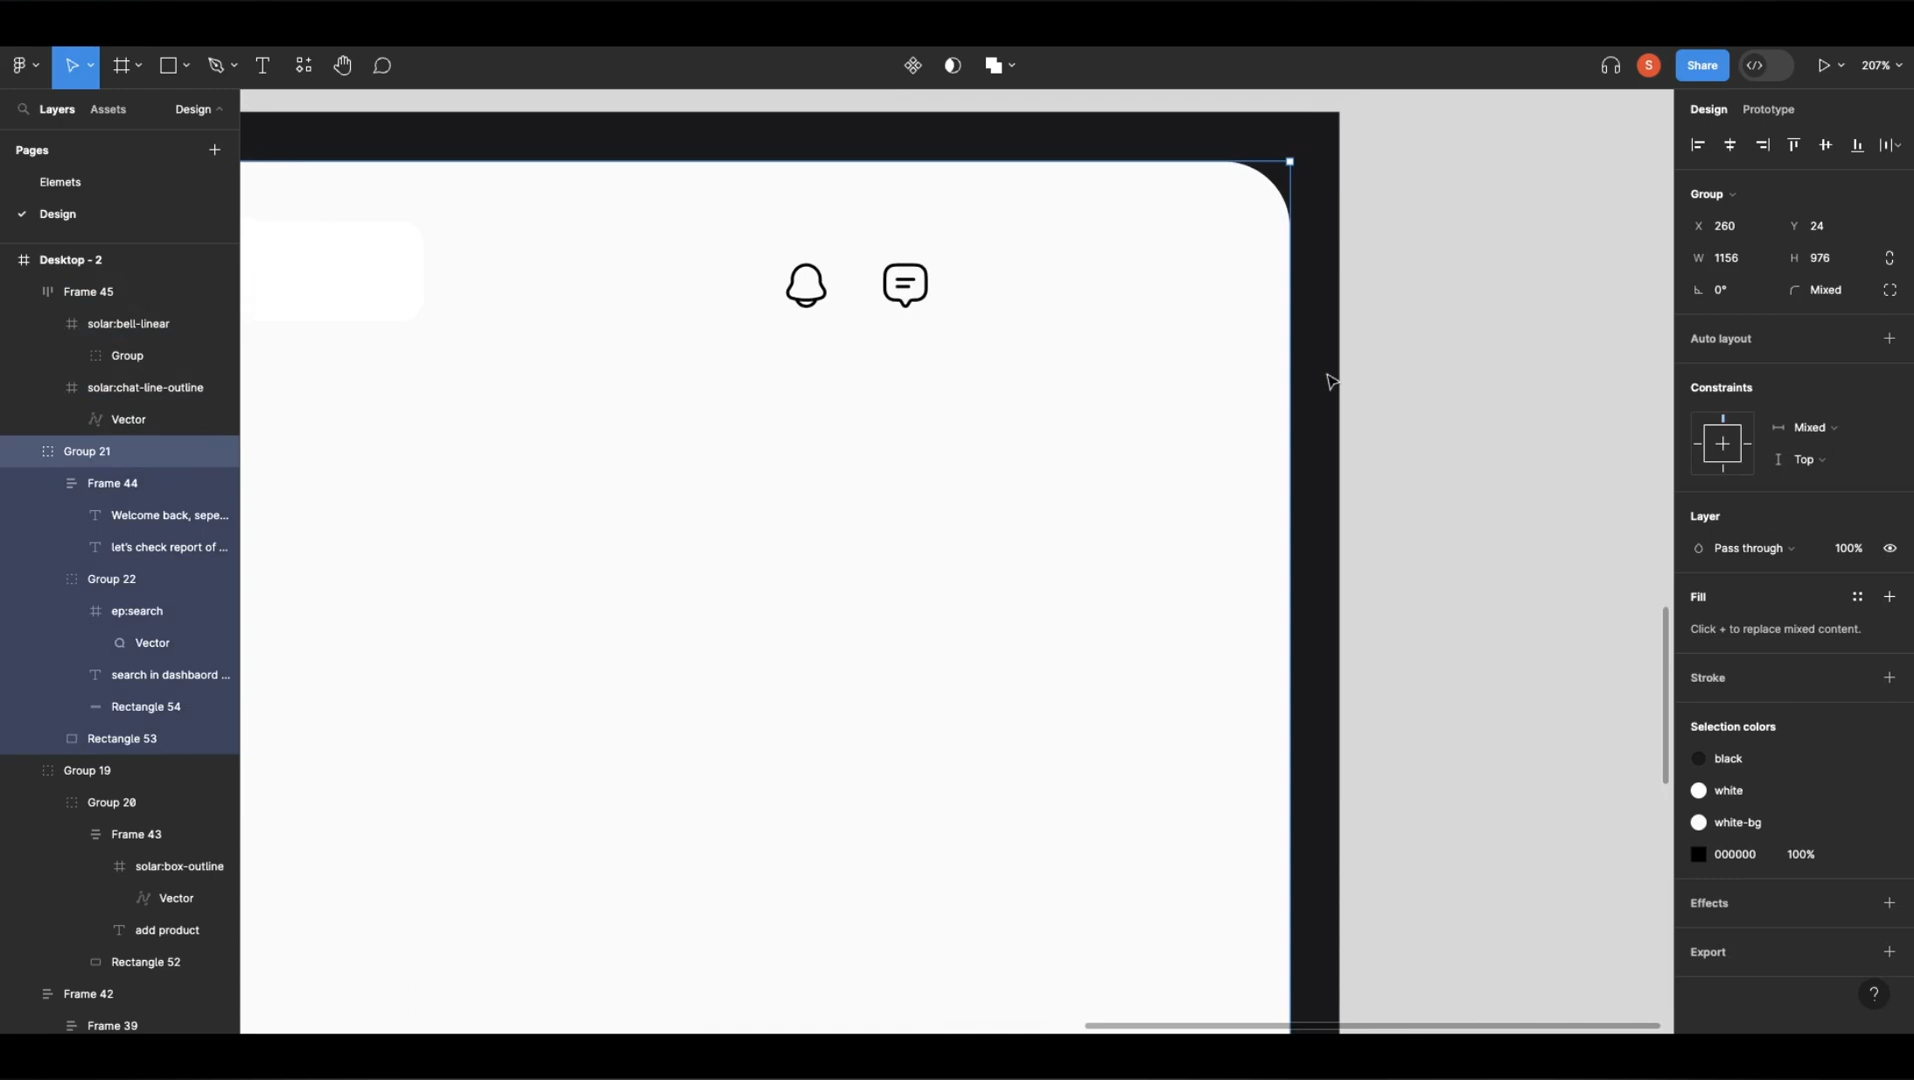 S
Share
207%
Layers
Assets
Design
Pages
Elemets
Design
Desktop - 2
Frame 45
solar:bell-linear
Group
solar:chat-line-outline
Vector
Group 21
Frame 44
Welcome back, sepe...
let's check report of ...
Group 22
ep:search
Vector
search in dashbaord ...
Rectangle 54
Rectangle 53
Group 19
Group 20
Frame 43
solar:box-outline
Vector
add product
Rectangle 52
Frame 42
Frame 39
Design
Prototype
Group
X 260 Y 24
W 1156 H 976
0° Mixed
Auto layout
Constraints
Mixed
Top
Layer
Pass through 100%
Fill
Click + to replace mixed content.
Stroke
Selection colors
black
white
white-bg
000000 100%
Effects
Export
?